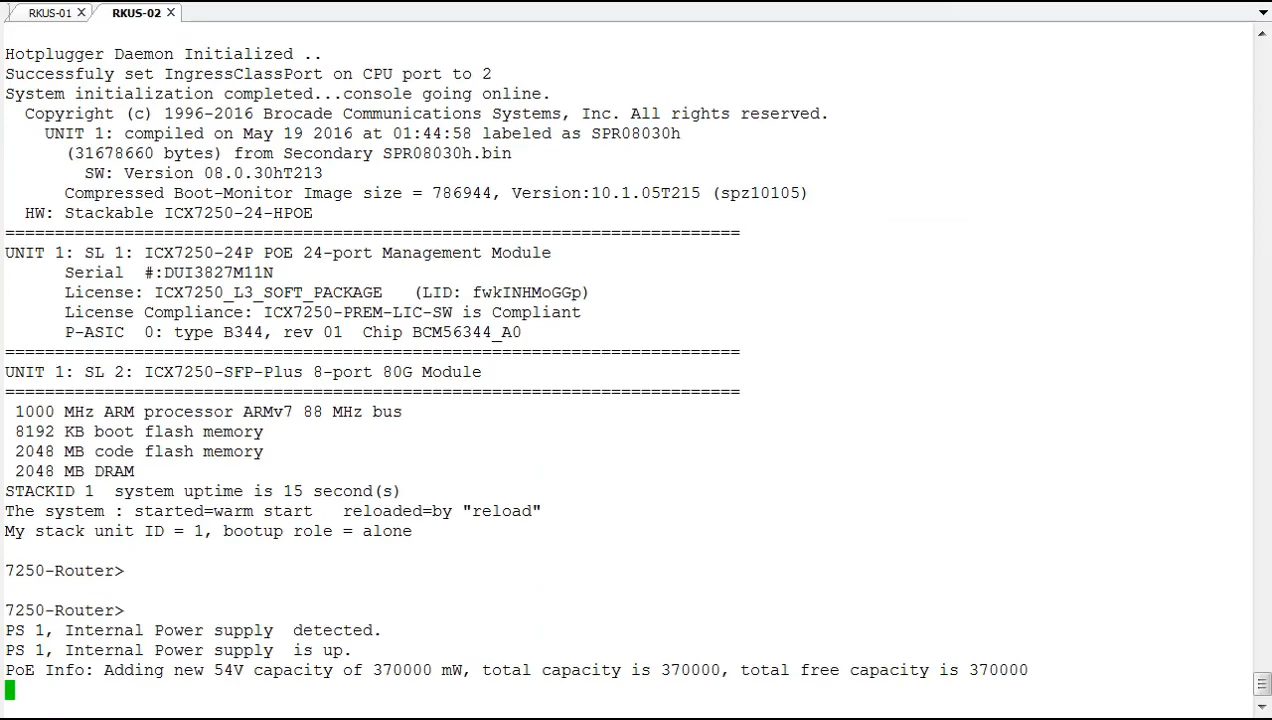 RKUS-01 X RKUS-02 X
Hotplugger Daemon Initialized ..
Successfuly set IngressClassPort on CPU port to 2
System initialization completed...console going online.
Copyright (c) 1996-2016 Brocade Communications Systems, Inc. All rights reserved.
UNIT 1: compiled on May 19 2016 at 01:44:58 labeled as SPR08030h
(31678660 bytes) from Secondary SPR08030h.bin
SW: Version 08.0.30hT213
Compressed Boot-Monitor Image size = 786944, Version:10.1.05T215 (spz10105)
HW: Stackable ICX7250-24-HPOE
==========================================================================
UNIT 1: SL 1: ICX7250-24P POE 24-port Management Module
Serial  #:DUI3827M11N
License: ICX7250_L3_SOFT_PACKAGE   (LID: fwkINHMoGGp)
License Compliance: ICX7250-PREM-LIC-SW is Compliant
P-ASIC  0: type B344, rev 01  Chip BCM56344_A0
==========================================================================
UNIT 1: SL 2: ICX7250-SFP-Plus 8-port 80G Module
==========================================================================
1000 MHz ARM processor ARMv7 88 MHz bus
8192 KB boot flash memory
2048 MB code flash memory
2048 MB DRAM
STACKID 1  system uptime is 15 second(s)
The system : started=warm start   reloaded=by "reload"
My stack unit ID = 1, bootup role = alone
7250-Router>
7250-Router>
PS 1, Internal Power supply  detected.
PS 1, Internal Power supply  is up.
PoE Info: Adding new 54V capacity of 370000 mW, total capacity is 370000, total free capacity is 370000